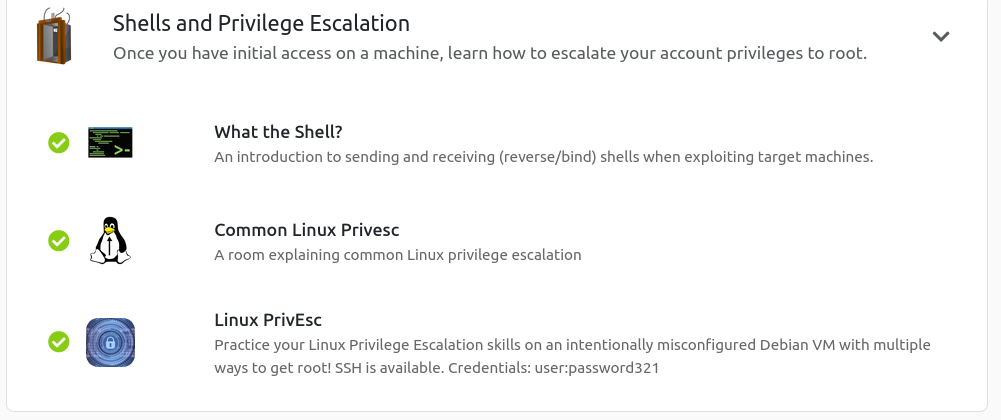 Shells and Privilege Escalation
Once you have initial access on a machine, learn how to escalate your account privileges to root.
What the Shell?
An introduction to sending and receiving (reverse/bind) shells when exploiting target machines.
Common Linux Privesc
A room explaining common Linux privilege escalation
Linux PrivEsc
Practice your Linux Privilege Escalation skills on an intentionally misconfigured Debian VM with multiple
ways to get root! SSH is available. Credentials: user:password321